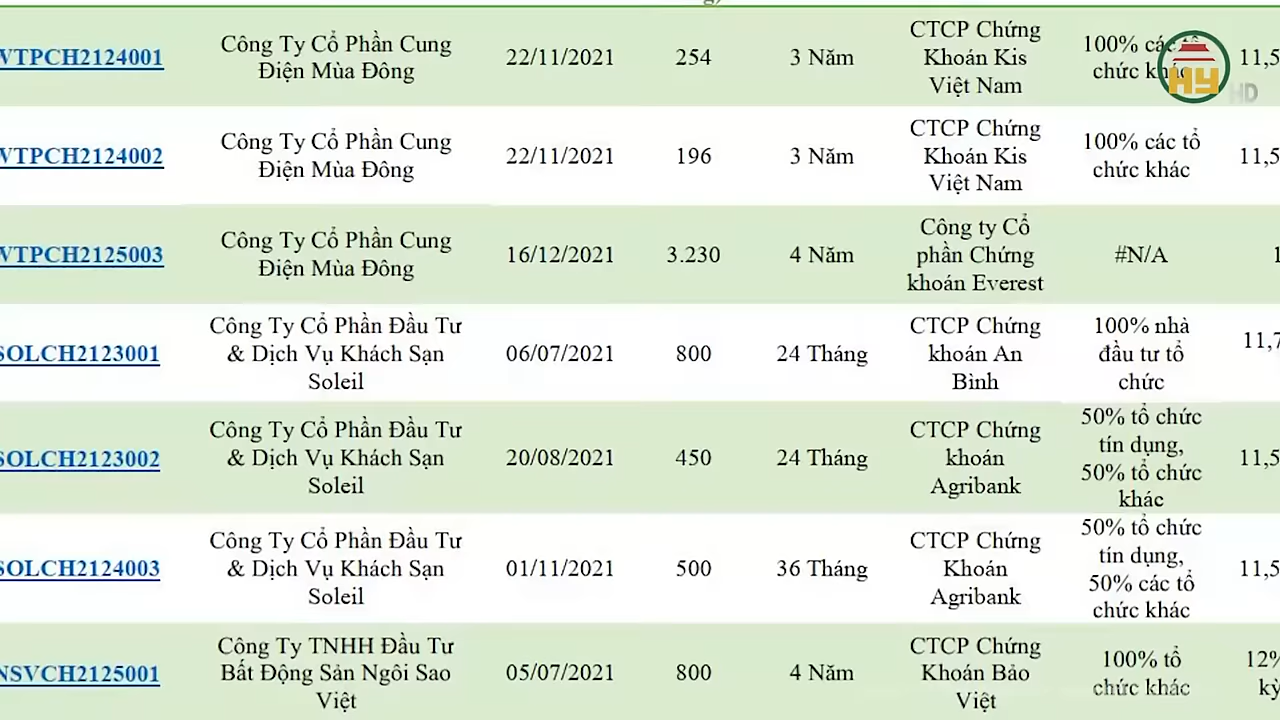 VTPCH2124001
Công Ty Cổ Phần Cung
Điện Mùa Đông
22/11/2021
254
3 Năm
CTCP Chứng
Khoán Kis
Việt Nam
100% các tổ
chức khác
11,5
HY
HD
VTPCH2124002
Công Ty Cổ Phần Cung
Điện Mùa Đông
22/11/2021
196
3 Năm
CTCP Chứng
Khoán Kis
Việt Nam
100% các tổ
chức khác
11,5
VTPCH2125003
Công Ty Cổ Phần Cung
Điện Mùa Đông
16/12/2021
3.230
4 Năm
Công ty Cổ
phần Chứng
khoán Everest
#N/A
1
SOLCH2123001
Công Ty Cổ Phần Đầu Tư
& Dịch Vụ Khách Sạn
Soleil
06/07/2021
800
24 Tháng
CTCP Chứng
khoán An
Bình
100% nhà
đầu tư tổ
chức
11,7
SOLCH2123002
Công Ty Cổ Phần Đầu Tư
& Dịch Vụ Khách Sạn
Soleil
20/08/2021
450
24 Tháng
CTCP Chứng
khoán
Agribank
50% tổ chức
tín dụng,
50% tổ chức
khác
11,5
SOLCH2124003
Công Ty Cổ Phần Đầu Tư
& Dịch Vụ Khách Sạn
Soleil
01/11/2021
500
36 Tháng
CTCP Chứng
Khoán
Agribank
50% tổ chức
tín dụng,
50% các tổ
chức khác
11,5
NSVCH2125001
Công Ty TNHH Đầu Tư
Bất Động Sản Ngôi Sao
Việt
05/07/2021
800
4 Năm
CTCP Chứng
Khoán Bảo
Việt
100% tổ
chức khác
12%
kỳ